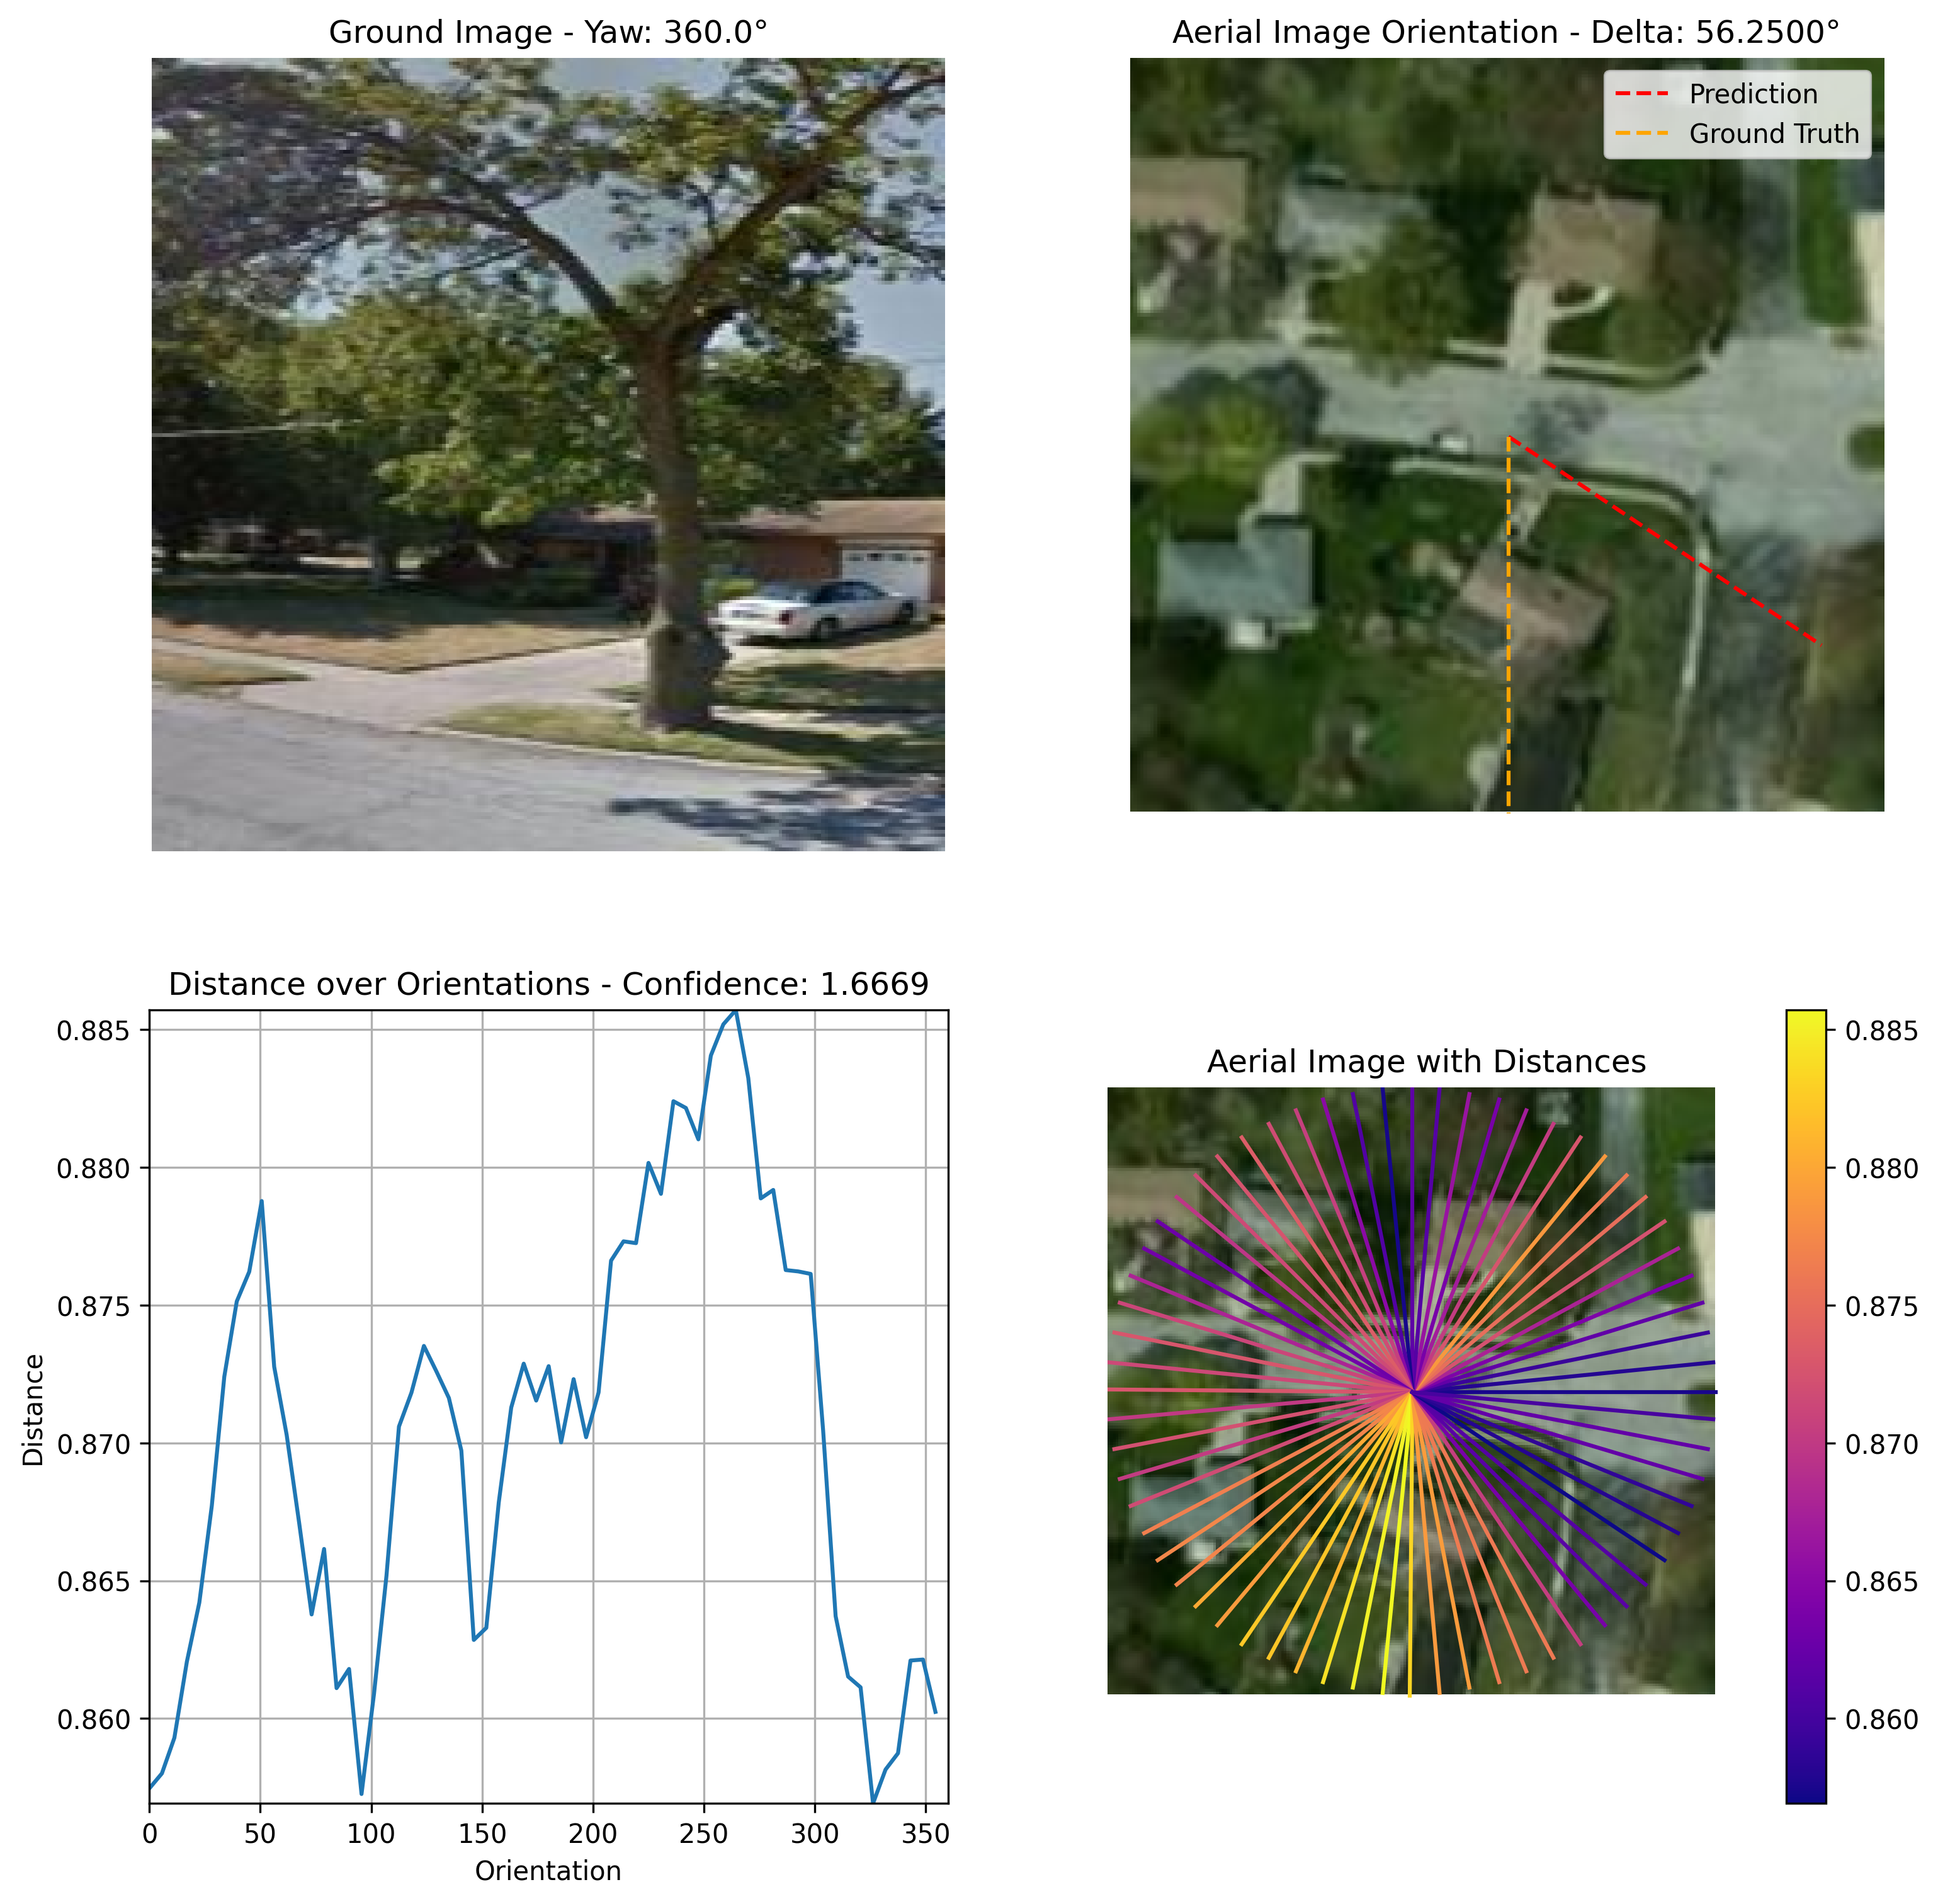 Ground Image - Yaw: 360.0°
Aerial Image Orientation - Delta: 56.2500°
Prediction
Ground Truth
Distance over Orientations - Confidence: 1.6669
0.885
0.880
0.875
0.870
0.865
0.860
Distance
0 50 100 150 200 250 300 350
Orientation
Aerial Image with Distances
0.885
0.880
0.875
0.870
0.865
0.860